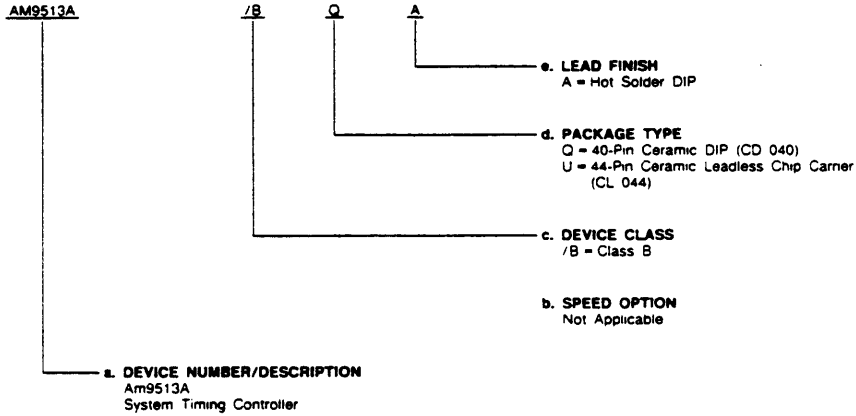 AM9513A /B Q A
e. LEAD FINISH
A = Hot Solder DIP
d. PACKAGE TYPE
Q = 40-Pin Ceramic DIP (CD 040)
U = 44-Pin Ceramic Leadless Chip Carrier
(CL 044)
c. DEVICE CLASS
/B = Class B
b. SPEED OPTION
Not Applicable
a. DEVICE NUMBER/DESCRIPTION
Am9513A
System Timing Controller